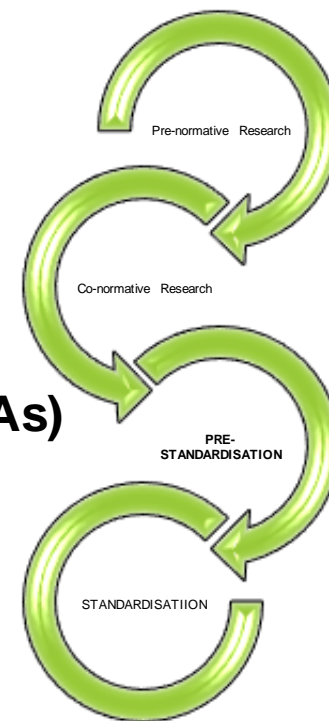 Pre-normative Research
Co-normative Research
As)
PRE-
STANDARDISATION
STANDARDISATIION